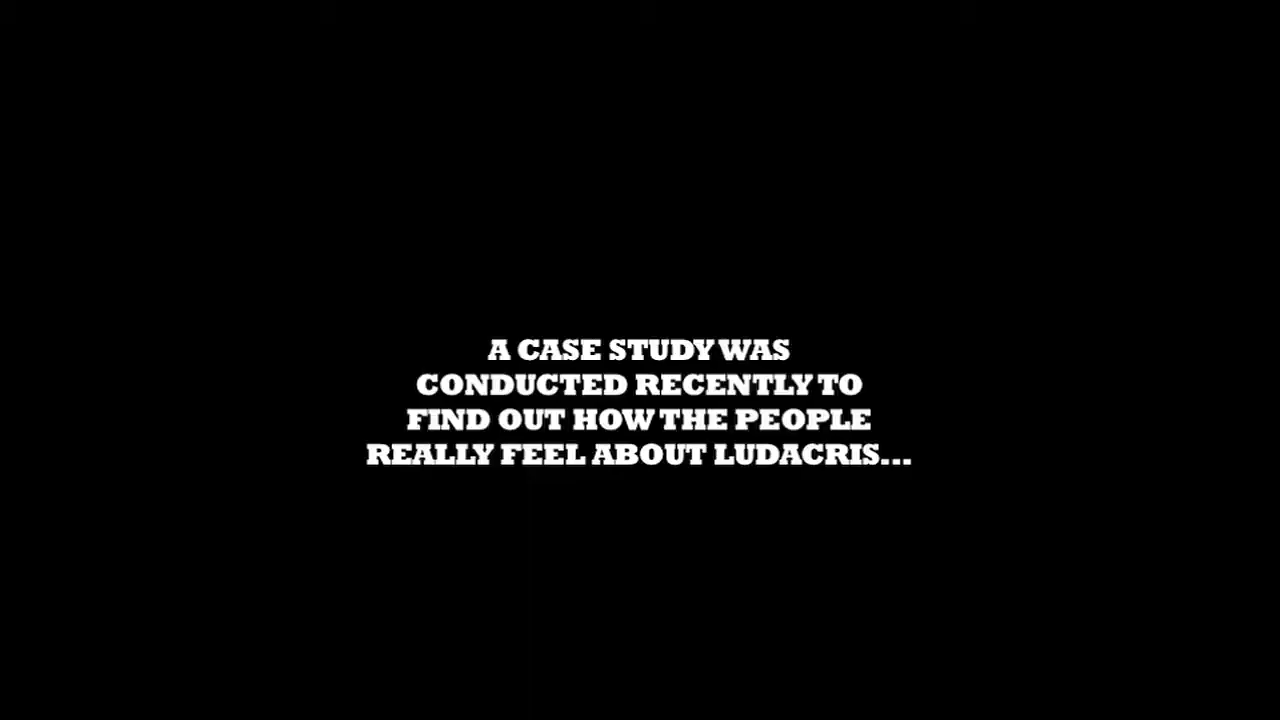 A CASE STUDY WAS
CONDUCTED RECENTLY TO
FIND OUT HOW THE PEOPLE
REALLY FEEL ABOUT LUDACRIS...